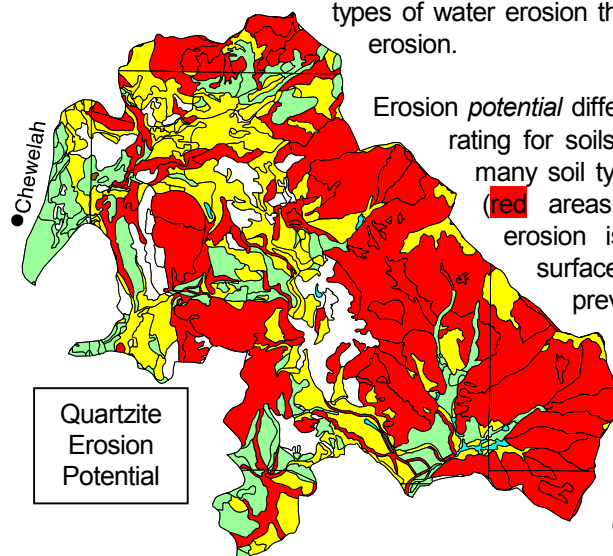 types of water erosion th
erosion.
Erosion potential diffe
rating for soils
many soil ty
(red areas
erosion is
surface
prev
Chewelah
Quartzite
Erosion
Potential